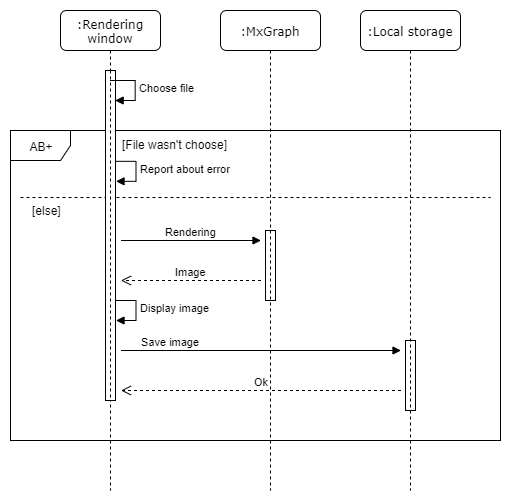 :Rendering
window
:MxGraph
:Local storage
Choose file
AB+
[File wasn't choose]
Report about error
[else]
Rendering
Image
Display image
Save image
Ok